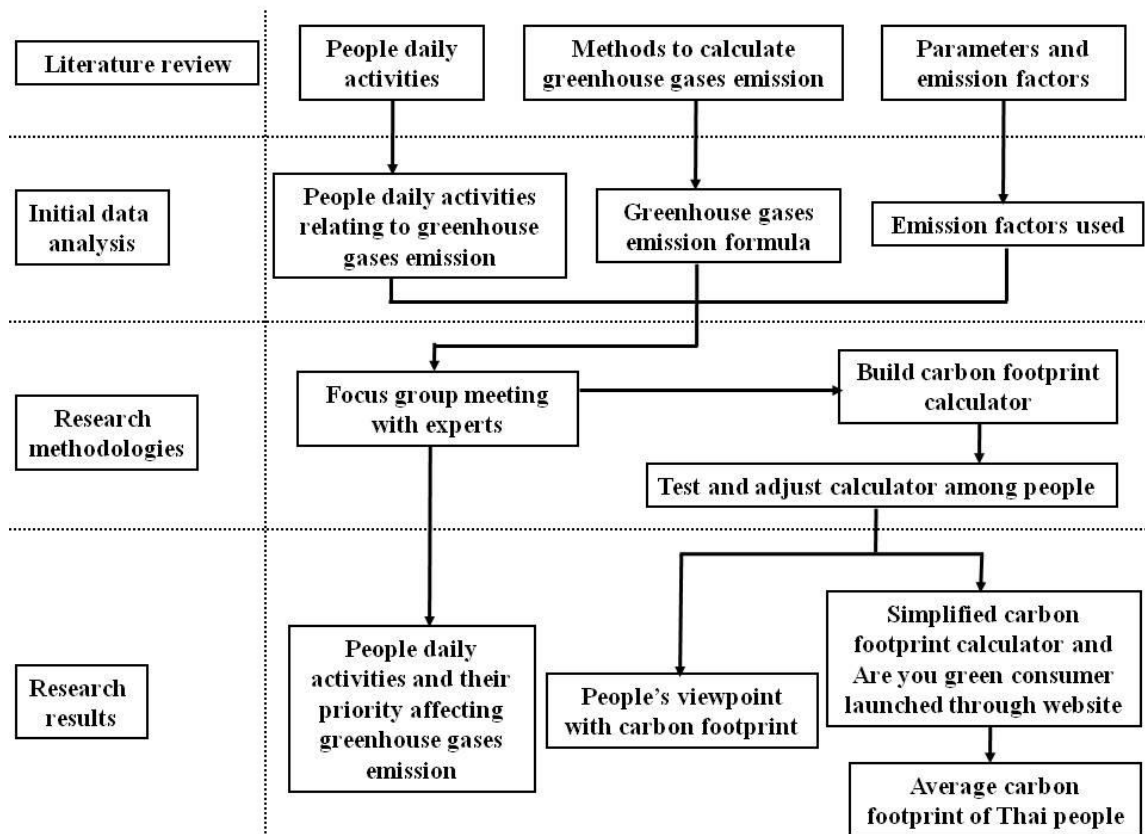 Literature review
People daily
activities
Methods to calculate
greenhouse gases emission
Parameters and
emission factors
Initial data
analysis
People daily activities
relating to greenhouse
gases emission
Greenhouse gases
emission formula
Emission factors used
Research
methodologies
Focus group meeting
with experts
Build carbon footprint
calculator
Test and adjust calculator among people
Research
results
People daily
activities and their
priority affecting
greenhouse gases
emission
People’s viewpoint
with carbon footprint
Simplified carbon
footprint calculator and
Are you green consumer
launched through website
Average carbon
footprint of Thai people